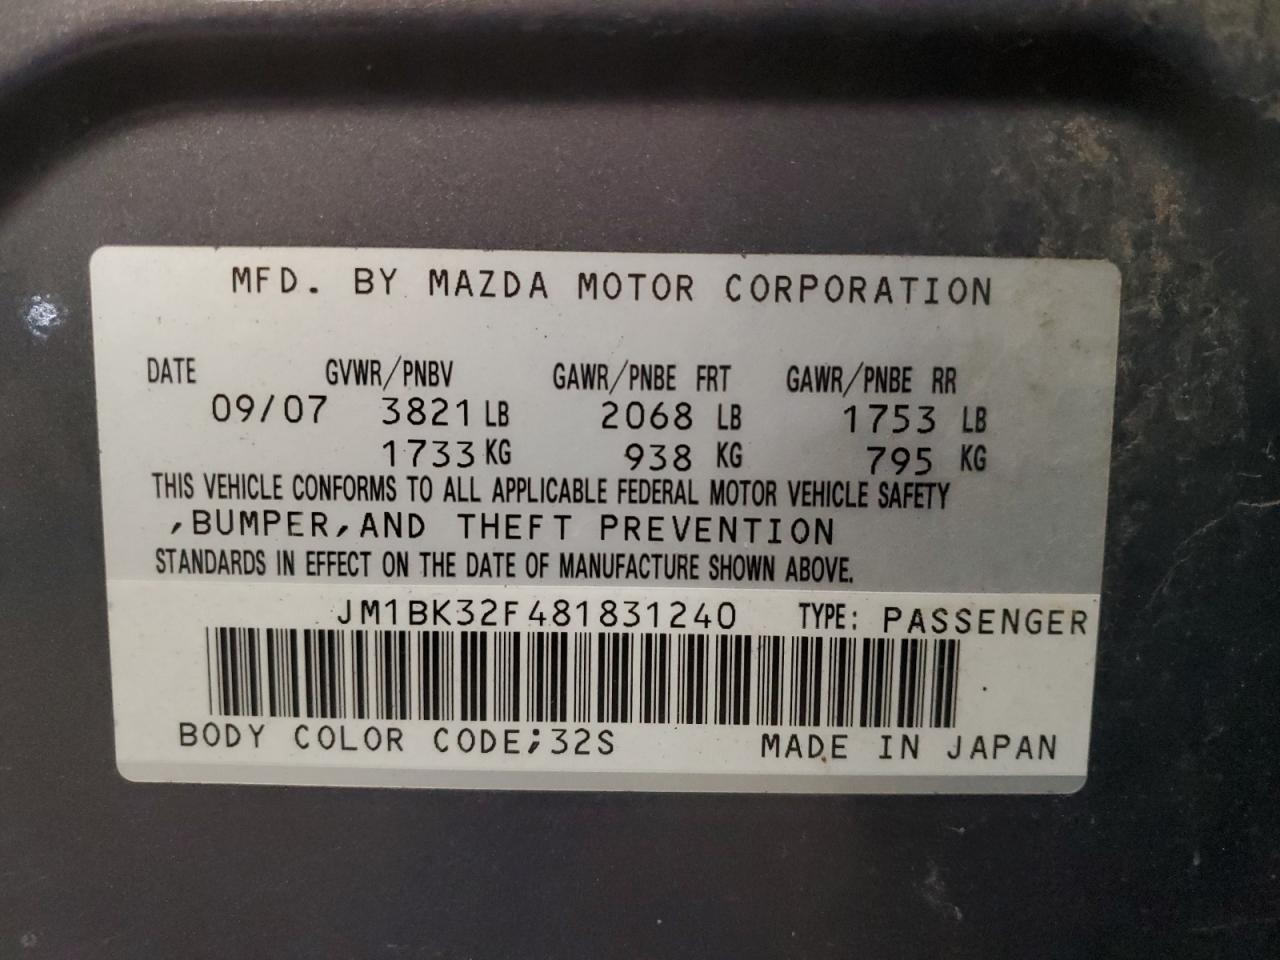 MFD. BY MAZDA MOTOR CORPORATION
DATE GVWR/PNBV GAWR/PNBE FRT GAWR/PNBE RR
09/07 3821 LB 2068 LB 1753 LB
1733 KG 938 KG 795 KG
THIS VEHICLE CONFORMS TO ALL APPLICABLE FEDERAL MOTOR VEHICLE SAFETY
,BUMPER,AND THEFT PREVENTION
STANDARDS IN EFFECT ON THE DATE OF MANUFACTURE SHOWN ABOVE.
JM1BK32F481831240 TYPE: PASSENGER
BODY COLOR CODE;32S MADE IN JAPAN